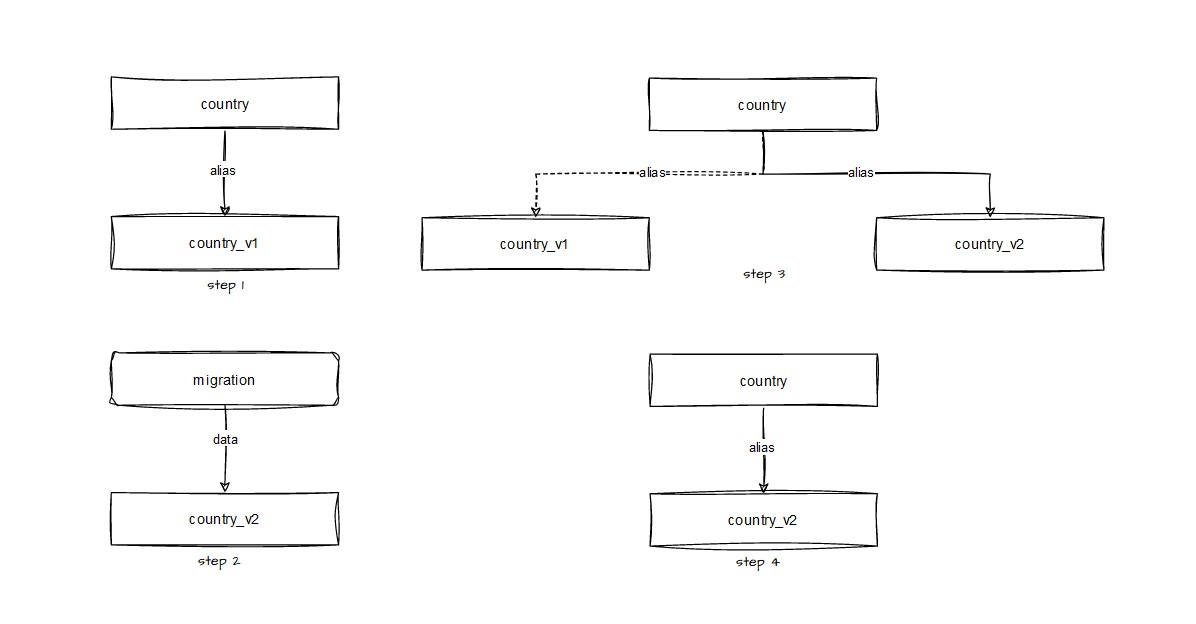 country
alias
country_v1
step 1
migration
data
country_v2
step 2
country
alias
alias
country_v1
country_v2
step 3
country
alias
country_v2
step 4